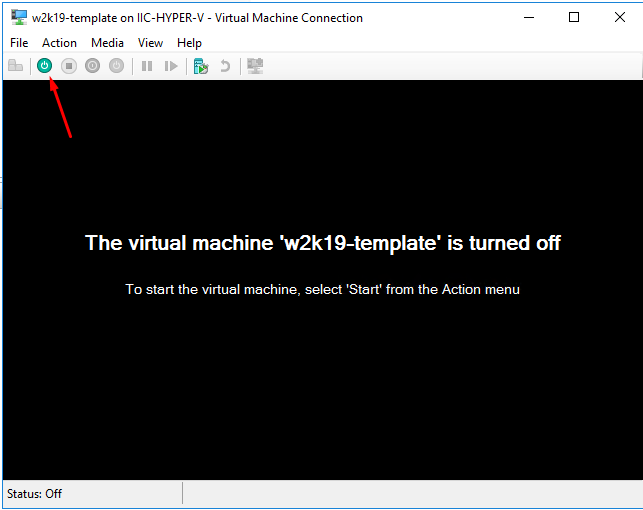 w2k19-template on IIC-HYPER-V - Virtual Machine Connection
File Action Media View Help
The virtual machine 'w2k19-template' is turned off
To start the virtual machine, select 'Start' from the Action menu
Status: Off